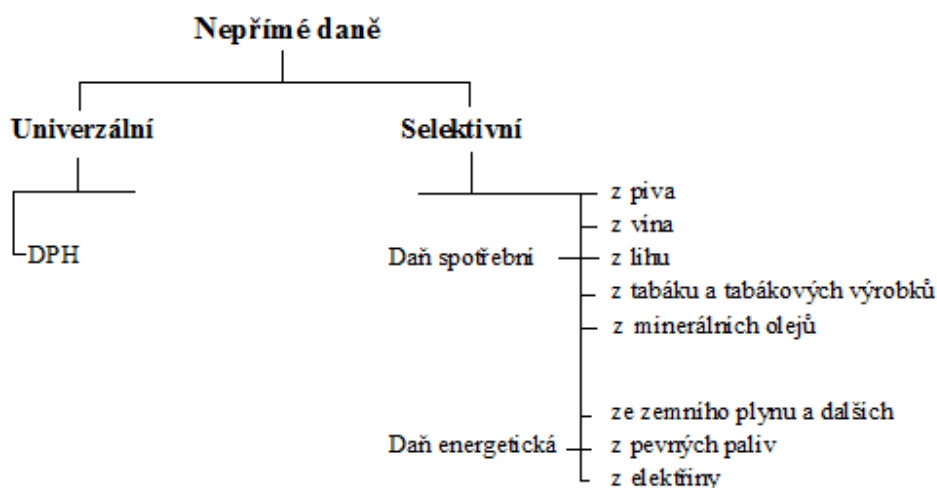 Nepřímé daně
Univerzální
Selektivní
DPH
Daň spotřební
z piva
z vína
z lihu
z tabáku a tabákových výrobků
z minerálních olejů
Daň energetická
ze zemního plynu a dalších
z pevných paliv
z elektřiny